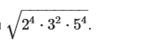 √(2⁴ · 3² · 5⁴).